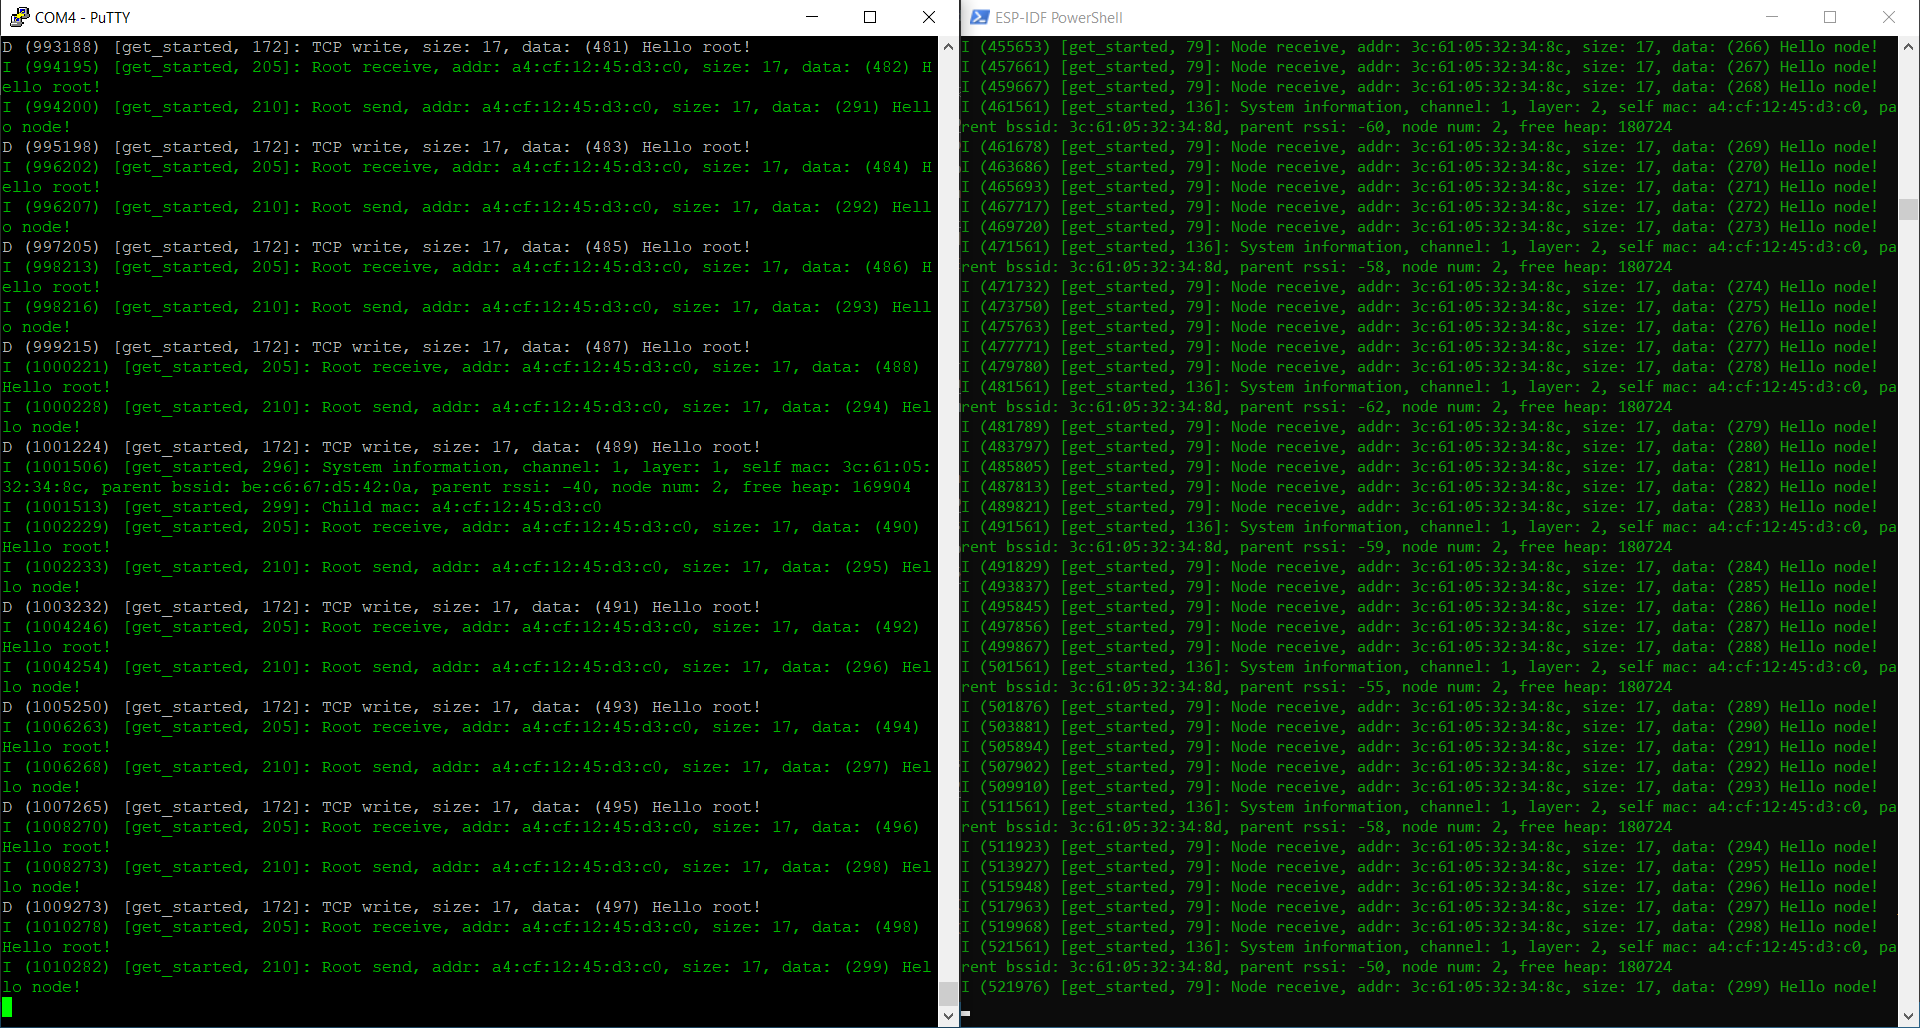 COM4 - PuTTY
D (993188) [get_started, 172]: TCP write, size: 17, data: (481) Hello root!
I (994195) [get_started, 205]: Root receive, addr: a4:cf:12:45:d3:c0, size: 17, data: (482) H
ello root!
I (994200) [get_started, 210]: Root send, addr: a4:cf:12:45:d3:c0, size: 17, data: (291) Hell
o node!
D (995198) [get_started, 172]: TCP write, size: 17, data: (483) Hello root!
I (996202) [get_started, 205]: Root receive, addr: a4:cf:12:45:d3:c0, size: 17, data: (484) H
ello root!
I (996207) [get_started, 210]: Root send, addr: a4:cf:12:45:d3:c0, size: 17, data: (292) Hell
o node!
D (997205) [get_started, 172]: TCP write, size: 17, data: (485) Hello root!
I (998213) [get_started, 205]: Root receive, addr: a4:cf:12:45:d3:c0, size: 17, data: (486) H
ello root!
I (998216) [get_started, 210]: Root send, addr: a4:cf:12:45:d3:c0, size: 17, data: (293) Hell
o node!
D (999215) [get_started, 172]: TCP write, size: 17, data: (487) Hello root!
I (1000221) [get_started, 205]: Root receive, addr: a4:cf:12:45:d3:c0, size: 17, data: (488)
Hello root!
I (1000228) [get_started, 210]: Root send, addr: a4:cf:12:45:d3:c0, size: 17, data: (294) Hel
lo node!
D (1001224) [get_started, 172]: TCP write, size: 17, data: (489) Hello root!
I (1001506) [get_started, 296]: System information, channel: 1, layer: 1, self mac: 3c:61:05:
32:34:8c, parent bssid: be:c6:67:d5:42:0a, parent rssi: -40, node num: 2, free heap: 169904
I (1001513) [get_started, 299]: Child mac: a4:cf:12:45:d3:c0
I (1002229) [get_started, 205]: Root receive, addr: a4:cf:12:45:d3:c0, size: 17, data: (490)
Hello root!
I (1002233) [get_started, 210]: Root send, addr: a4:cf:12:45:d3:c0, size: 17, data: (295) Hel
lo node!
D (1003232) [get_started, 172]: TCP write, size: 17, data: (491) Hello root!
I (1004246) [get_started, 205]: Root receive, addr: a4:cf:12:45:d3:c0, size: 17, data: (492)
Hello root!
I (1004254) [get_started, 210]: Root send, addr: a4:cf:12:45:d3:c0, size: 17, data: (296) Hel
lo node!
D (1005250) [get_started, 172]: TCP write, size: 17, data: (493) Hello root!
I (1006263) [get_started, 205]: Root receive, addr: a4:cf:12:45:d3:c0, size: 17, data: (494)
Hello root!
I (1006268) [get_started, 210]: Root send, addr: a4:cf:12:45:d3:c0, size: 17, data: (297) Hel
lo node!
D (1007265) [get_started, 172]: TCP write, size: 17, data: (495) Hello root!
I (1008270) [get_started, 205]: Root receive, addr: a4:cf:12:45:d3:c0, size: 17, data: (496)
Hello root!
I (1008273) [get_started, 210]: Root send, addr: a4:cf:12:45:d3:c0, size: 17, data: (298) Hel
lo node!
D (1009273) [get_started, 172]: TCP write, size: 17, data: (497) Hello root!
I (1010278) [get_started, 205]: Root receive, addr: a4:cf:12:45:d3:c0, size: 17, data: (498)
Hello root!
I (1010282) [get_started, 210]: Root send, addr: a4:cf:12:45:d3:c0, size: 17, data: (299) Hel
lo node!
ESP-IDF PowerShell
I (455653) [get_started, 79]: Node receive, addr: 3c:61:05:32:34:8c, size: 17, data: (266) Hello node!
I (457661) [get_started, 79]: Node receive, addr: 3c:61:05:32:34:8c, size: 17, data: (267) Hello node!
I (459667) [get_started, 79]: Node receive, addr: 3c:61:05:32:34:8c, size: 17, data: (268) Hello node!
I (461561) [get_started, 136]: System information, channel: 1, layer: 2, self mac: a4:cf:12:45:d3:c0, pa
rent bssid: 3c:61:05:32:34:8d, parent rssi: -60, node num: 2, free heap: 180724
I (461678) [get_started, 79]: Node receive, addr: 3c:61:05:32:34:8c, size: 17, data: (269) Hello node!
I (463686) [get_started, 79]: Node receive, addr: 3c:61:05:32:34:8c, size: 17, data: (270) Hello node!
I (465693) [get_started, 79]: Node receive, addr: 3c:61:05:32:34:8c, size: 17, data: (271) Hello node!
I (467717) [get_started, 79]: Node receive, addr: 3c:61:05:32:34:8c, size: 17, data: (272) Hello node!
I (469720) [get_started, 79]: Node receive, addr: 3c:61:05:32:34:8c, size: 17, data: (273) Hello node!
I (471561) [get_started, 136]: System information, channel: 1, layer: 2, self mac: a4:cf:12:45:d3:c0, pa
rent bssid: 3c:61:05:32:34:8d, parent rssi: -58, node num: 2, free heap: 180724
I (471732) [get_started, 79]: Node receive, addr: 3c:61:05:32:34:8c, size: 17, data: (274) Hello node!
I (473750) [get_started, 79]: Node receive, addr: 3c:61:05:32:34:8c, size: 17, data: (275) Hello node!
I (475763) [get_started, 79]: Node receive, addr: 3c:61:05:32:34:8c, size: 17, data: (276) Hello node!
I (477771) [get_started, 79]: Node receive, addr: 3c:61:05:32:34:8c, size: 17, data: (277) Hello node!
I (479780) [get_started, 79]: Node receive, addr: 3c:61:05:32:34:8c, size: 17, data: (278) Hello node!
I (481561) [get_started, 136]: System information, channel: 1, layer: 2, self mac: a4:cf:12:45:d3:c0, pa
rent bssid: 3c:61:05:32:34:8d, parent rssi: -62, node num: 2, free heap: 180724
I (481789) [get_started, 79]: Node receive, addr: 3c:61:05:32:34:8c, size: 17, data: (279) Hello node!
I (483797) [get_started, 79]: Node receive, addr: 3c:61:05:32:34:8c, size: 17, data: (280) Hello node!
I (485805) [get_started, 79]: Node receive, addr: 3c:61:05:32:34:8c, size: 17, data: (281) Hello node!
I (487813) [get_started, 79]: Node receive, addr: 3c:61:05:32:34:8c, size: 17, data: (282) Hello node!
I (489821) [get_started, 79]: Node receive, addr: 3c:61:05:32:34:8c, size: 17, data: (283) Hello node!
I (491561) [get_started, 136]: System information, channel: 1, layer: 2, self mac: a4:cf:12:45:d3:c0, pa
rent bssid: 3c:61:05:32:34:8d, parent rssi: -59, node num: 2, free heap: 180724
I (491829) [get_started, 79]: Node receive, addr: 3c:61:05:32:34:8c, size: 17, data: (284) Hello node!
I (493837) [get_started, 79]: Node receive, addr: 3c:61:05:32:34:8c, size: 17, data: (285) Hello node!
I (495845) [get_started, 79]: Node receive, addr: 3c:61:05:32:34:8c, size: 17, data: (286) Hello node!
I (497856) [get_started, 79]: Node receive, addr: 3c:61:05:32:34:8c, size: 17, data: (287) Hello node!
I (499867) [get_started, 79]: Node receive, addr: 3c:61:05:32:34:8c, size: 17, data: (288) Hello node!
I (501561) [get_started, 136]: System information, channel: 1, layer: 2, self mac: a4:cf:12:45:d3:c0, pa
rent bssid: 3c:61:05:32:34:8d, parent rssi: -55, node num: 2, free heap: 180724
I (501876) [get_started, 79]: Node receive, addr: 3c:61:05:32:34:8c, size: 17, data: (289) Hello node!
I (503881) [get_started, 79]: Node receive, addr: 3c:61:05:32:34:8c, size: 17, data: (290) Hello node!
I (505894) [get_started, 79]: Node receive, addr: 3c:61:05:32:34:8c, size: 17, data: (291) Hello node!
I (507902) [get_started, 79]: Node receive, addr: 3c:61:05:32:34:8c, size: 17, data: (292) Hello node!
I (509910) [get_started, 79]: Node receive, addr: 3c:61:05:32:34:8c, size: 17, data: (293) Hello node!
I (511561) [get_started, 136]: System information, channel: 1, layer: 2, self mac: a4:cf:12:45:d3:c0, pa
rent bssid: 3c:61:05:32:34:8d, parent rssi: -58, node num: 2, free heap: 180724
I (511923) [get_started, 79]: Node receive, addr: 3c:61:05:32:34:8c, size: 17, data: (294) Hello node!
I (513927) [get_started, 79]: Node receive, addr: 3c:61:05:32:34:8c, size: 17, data: (295) Hello node!
I (515948) [get_started, 79]: Node receive, addr: 3c:61:05:32:34:8c, size: 17, data: (296) Hello node!
I (517963) [get_started, 79]: Node receive, addr: 3c:61:05:32:34:8c, size: 17, data: (297) Hello node!
I (519968) [get_started, 79]: Node receive, addr: 3c:61:05:32:34:8c, size: 17, data: (298) Hello node!
I (521561) [get_started, 136]: System information, channel: 1, layer: 2, self mac: a4:cf:12:45:d3:c0, pa
rent bssid: 3c:61:05:32:34:8d, parent rssi: -50, node num: 2, free heap: 180724
I (521976) [get_started, 79]: Node receive, addr: 3c:61:05:32:34:8c, size: 17, data: (299) Hello node!